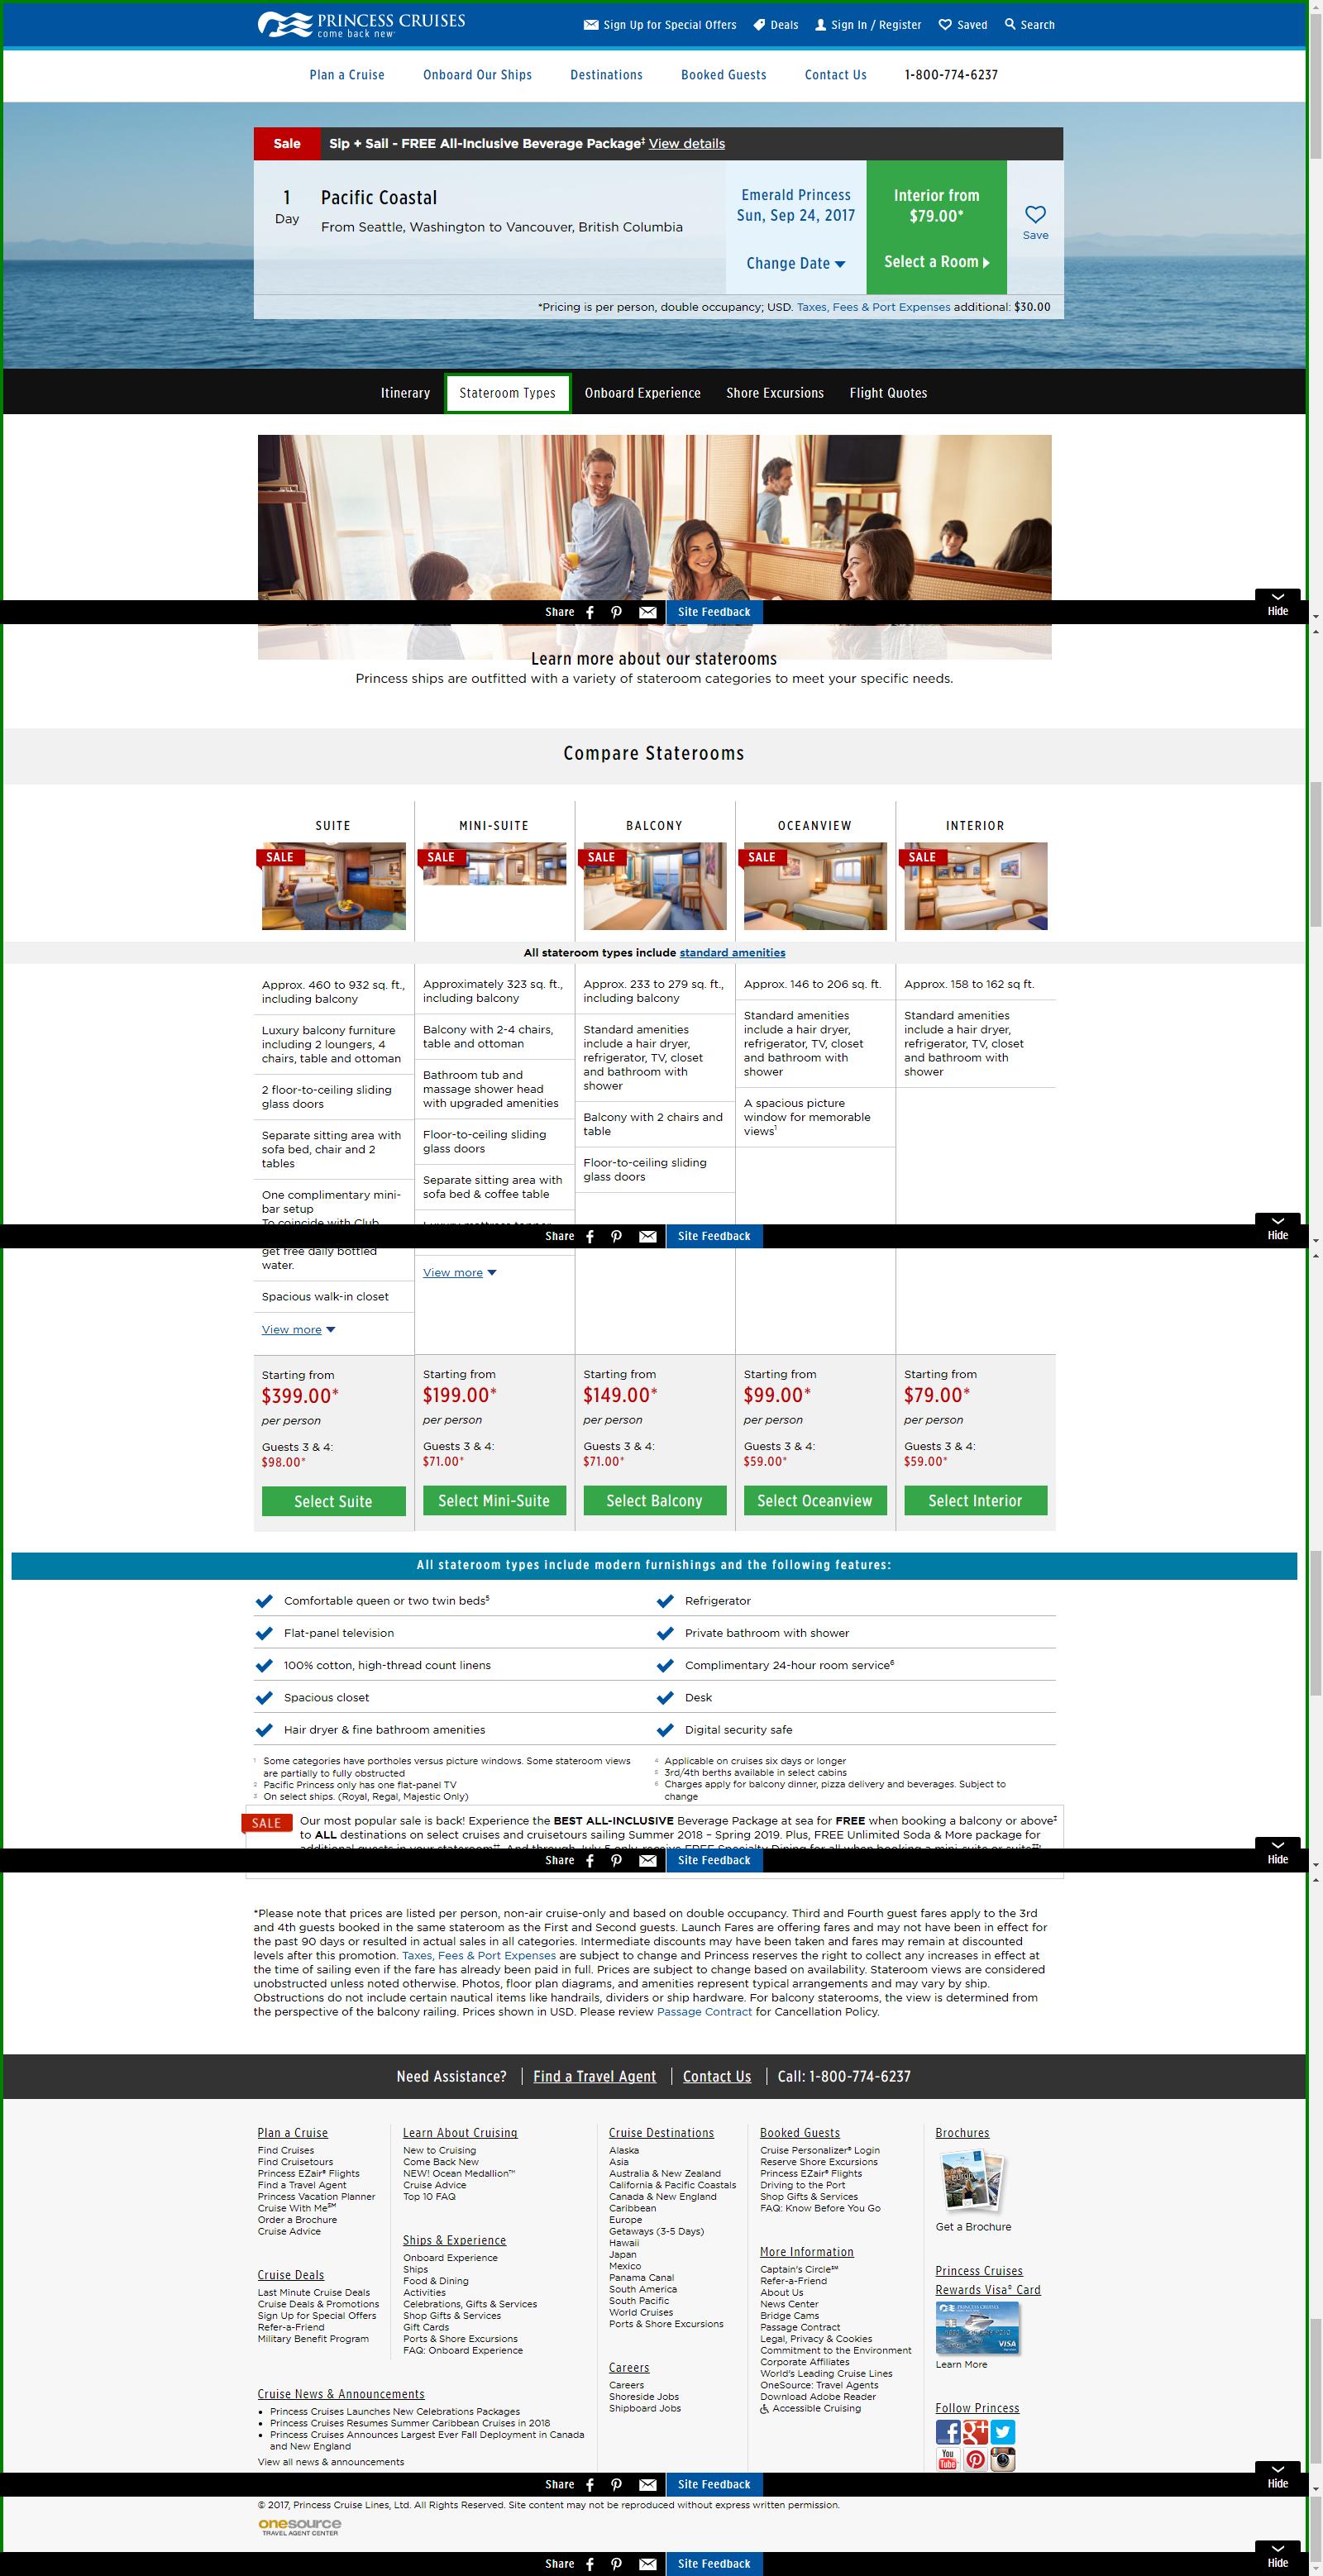 PRINCESS CRUISES
come back new
Sign Up for Special Offers Deals Sign In / Register Saved Search
Plan a Cruise Onboard Our Ships Destinations Booked Guests Contact Us 1-800-774-6237
Sale Sip + Sail - FREE All-Inclusive Beverage Package‡ View details
1
Day
Pacific Coastal
From Seattle, Washington to Vancouver, British Columbia
Emerald Princess
Sun, Sep 24, 2017
Change Date
Interior from
$79.00*
Select a Room
Save
*Pricing is per person, double occupancy; USD. Taxes, Fees & Port Expenses additional: $30.00
Itinerary Stateroom Types Onboard Experience Shore Excursions Flight Quotes
Share Site Feedback Hide
Learn more about our staterooms
Princess ships are outfitted with a variety of stateroom categories to meet your specific needs.
Compare Staterooms
SUITE MINI-SUITE BALCONY OCEANVIEW INTERIOR
SALE SALE SALE SALE SALE
All stateroom types include standard amenities
Approx. 460 to 932 sq. ft.,
including balcony
Luxury balcony furniture
including 2 loungers, 4
chairs, table and ottoman
2 floor-to-ceiling sliding
glass doors
Separate sitting area with
sofa bed, chair and 2
tables
One complimentary mini-
bar setup
To coincide with Club
Approximately 323 sq. ft.,
including balcony
Balcony with 2-4 chairs,
table and ottoman
Bathroom tub and
massage shower head
with upgraded amenities
Floor-to-ceiling sliding
glass doors
Separate sitting area with
sofa bed & coffee table
Luxury mattress topper
Approx. 233 to 279 sq. ft.,
including balcony
Standard amenities
include a hair dryer,
refrigerator, TV, closet
and bathroom with
shower
Balcony with 2 chairs and
table
Floor-to-ceiling sliding
glass doors
Approx. 146 to 206 sq. ft.
Standard amenities
include a hair dryer,
refrigerator, TV, closet
and bathroom with
shower
A spacious picture
window for memorable
views¹
Approx. 158 to 162 sq ft.
Standard amenities
include a hair dryer,
refrigerator, TV, closet
and bathroom with
shower
Share Site Feedback Hide
get free daily bottled
water.
Spacious walk-in closet
View more
View more
Starting from
$399.00*
per person
Guests 3 & 4:
$98.00*
Select Suite
Starting from
$199.00*
per person
Guests 3 & 4:
$71.00*
Select Mini-Suite
Starting from
$149.00*
per person
Guests 3 & 4:
$71.00*
Select Balcony
Starting from
$99.00*
per person
Guests 3 & 4:
$59.00*
Select Oceanview
Starting from
$79.00*
per person
Guests 3 & 4:
$59.00*
Select Interior
All stateroom types include modern furnishings and the following features:
Comfortable queen or two twin beds⁵
Refrigerator
Flat-panel television
Private bathroom with shower
100% cotton, high-thread count linens
Complimentary 24-hour room service⁶
Spacious closet
Desk
Hair dryer & fine bathroom amenities
Digital security safe
1 Some categories have portholes versus picture windows. Some stateroom views
are partially to fully obstructed
2 Pacific Princess only has one flat-panel TV
3 On select ships. (Royal, Regal, Majestic Only)
4 Applicable on cruises six days or longer
5 3rd/4th berths available in select cabins
6 Charges apply for balcony dinner, pizza delivery and beverages. Subject to
change
SALE Our most popular sale is back! Experience the BEST ALL-INCLUSIVE Beverage Package at sea for FREE when booking a balcony or above‡
to ALL destinations on select cruises and cruisetours sailing Summer 2018 – Spring 2019. Plus, FREE Unlimited Soda & More package for
additional guests in your stateroom‡‡. And through July only, receive FREE Specialty Dining for all when booking a mini-suite or suite
Share Site Feedback Hide
*Please note that prices are listed per person, non-air cruise-only and based on double occupancy. Third and Fourth guest fares apply to the 3rd
and 4th guests booked in the same stateroom as the First and Second guests. Launch Fares are offering fares and may not have been in effect for
the past 90 days or resulted in actual sales in all categories. Intermediate discounts may have been taken and fares may remain at discounted
levels after this promotion. Taxes, Fees & Port Expenses are subject to change and Princess reserves the right to collect any increases in effect at
the time of sailing even if the fare has already been paid in full. Prices are subject to change based on availability. Stateroom views are considered
unobstructed unless noted otherwise. Photos, floor plan diagrams, and amenities represent typical arrangements and may vary by ship.
Obstructions do not include certain nautical items like handrails, dividers or ship hardware. For balcony staterooms, the view is determined from
the perspective of the balcony railing. Prices shown in USD. Please review Passage Contract for Cancellation Policy.
Need Assistance? Find a Travel Agent Contact Us Call: 1-800-774-6237
Plan a Cruise
Find Cruises
Find Cruisetours
Princess EZair® Flights
Find a Travel Agent
Princess Vacation Planner
Cruise With Me℠
Order a Brochure
Cruise Advice
Cruise Deals
Last Minute Cruise Deals
Cruise Deals & Promotions
Sign Up for Special Offers
Refer-a-Friend
Military Benefit Program
Learn About Cruising
New to Cruising
Come Back New
NEW! Ocean Medallion™
Cruise Advice
Top 10 FAQ
Ships & Experience
Onboard Experience
Ships
Food & Dining
Activities
Celebrations, Gifts & Services
Shop Gifts & Services
Gift Cards
Ports & Shore Excursions
FAQ: Onboard Experience
Cruise News & Announcements
Princess Cruises Launches New Celebrations Packages
Princess Cruises Resumes Summer Caribbean Cruises in 2018
Princess Cruises Announces Largest Ever Fall Deployment in Canada
and New England
View all news & announcements
Cruise Destinations
Alaska
Asia
Australia & New Zealand
California & Pacific Coastals
Canada & New England
Caribbean
Europe
Getaways (3-5 Days)
Hawaii
Japan
Mexico
Panama Canal
South America
South Pacific
World Cruises
Ports & Shore Excursions
Careers
Careers
Shoreside Jobs
Shipboard Jobs
Booked Guests
Cruise Personalizer® Login
Reserve Shore Excursions
Princess EZair® Flights
Driving to the Port
Shop Gifts & Services
FAQ: Know Before You Go
More Information
Captain's Circle℠
Refer-a-Friend
About Us
News Center
Bridge Cams
Passage Contract
Legal, Privacy & Cookies
Commitment to the Environment
Corporate Affiliates
World's Leading Cruise Lines
OneSource: Travel Agents
Download Adobe Reader
Accessible Cruising
Brochures
Get a Brochure
Princess Cruises
Rewards Visa® Card
PRINCESS CRUISES
VISA
Learn More
Follow Princess
You
Tube
Share Site Feedback Hide
© 2017, Princess Cruise Lines, Ltd. All Rights Reserved. Site content may not be reproduced without express written permission.
onesource
TRAVEL AGENT CENTER
Share Site Feedback Hide